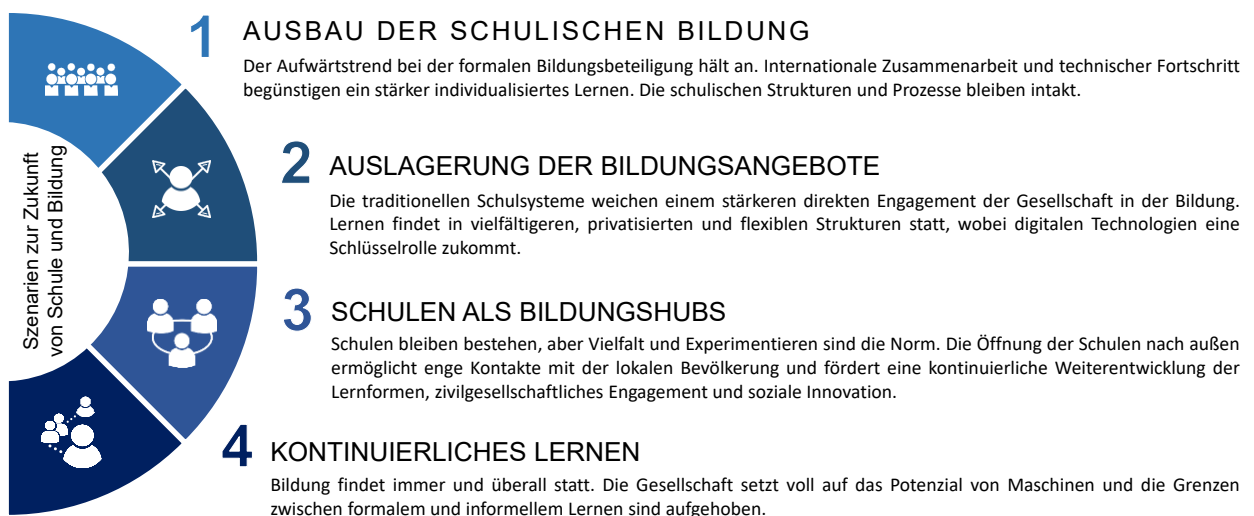 Szenarien zur Zukunft
von Schule und Bildung
1
AUSBAU DER SCHULISCHEN BILDUNG
Der Aufwärtstrend bei der formalen Bildungsbeteiligung hält an. Internationale Zusammenarbeit und technischer Fortschritt
begünstigen ein stärker individualisiertes Lernen. Die schulischen Strukturen und Prozesse bleiben intakt.
2
AUSLAGERUNG DER BILDUNGSANGEBOTE
Die traditionellen Schulsysteme weichen einem stärkeren direkten Engagement der Gesellschaft in der Bildung.
Lernen findet in vielfältigeren, privatisierten und flexiblen Strukturen statt, wobei digitalen Technologien eine
Schlüsselrolle zukommt.
3
SCHULEN ALS BILDUNGSHUBS
Schulen bleiben bestehen, aber Vielfalt und Experimentieren sind die Norm. Die Öffnung der Schulen nach außen
ermöglicht enge Kontakte mit der lokalen Bevölkerung und fördert eine kontinuierliche Weiterentwicklung der
Lernformen, zivilgesellschaftliches Engagement und soziale Innovation.
4
KONTINUIERLICHES LERNEN
Bildung findet immer und überall statt. Die Gesellschaft setzt voll auf das Potenzial von Maschinen und die Grenzen
zwischen formalem und informellem Lernen sind aufgehoben.